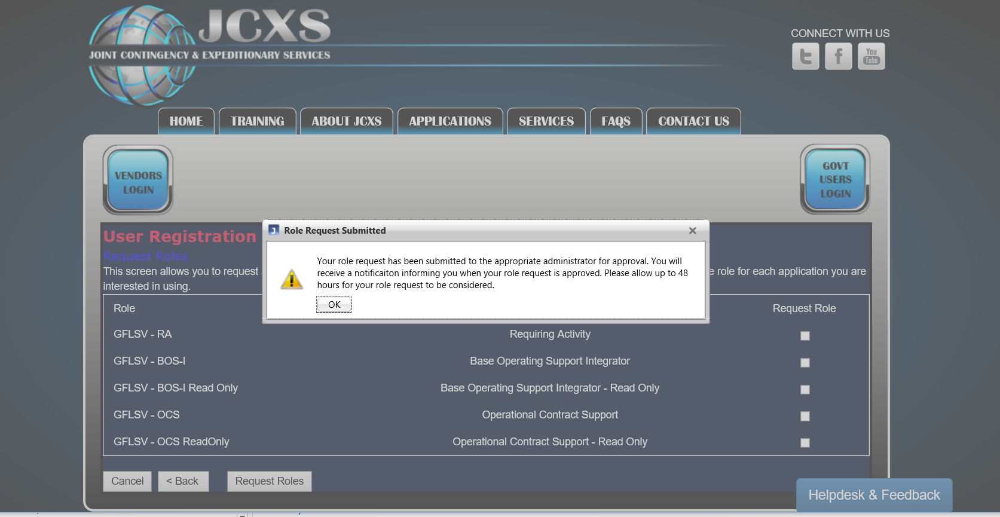 JCXS
JOINT CONTINGENCY & EXPEDITIONARY SERVICES
CONNECT WITH US
You
Tube
HOME
TRAINING
ABOUT JCXS
APPLICATIONS
SERVICES
FAQS
CONTACT US
VENDORS
LOGIN
GOVT
USERS
LOGIN
User Registration
Request Roles
This screen allows you to request
role for each application you are
interested in using.
J Role Request Submitted
Your role request has been submitted to the appropriate administrator for approval. You will
receive a notificaiton informing you when your role request is approved. Please allow up to 48
hours for your role request to be considered.
OK
Role Request Role
GFLSV - RA Requiring Activity
GFLSV - BOS-I Base Operating Support Integrator
GFLSV - BOS-I Read Only Base Operating Support Integrator - Read Only
GFLSV - OCS Operational Contract Support
GFLSV - OCS ReadOnly Operational Contract Support - Read Only
Cancel
< Back
Request Roles
Helpdesk & Feedback